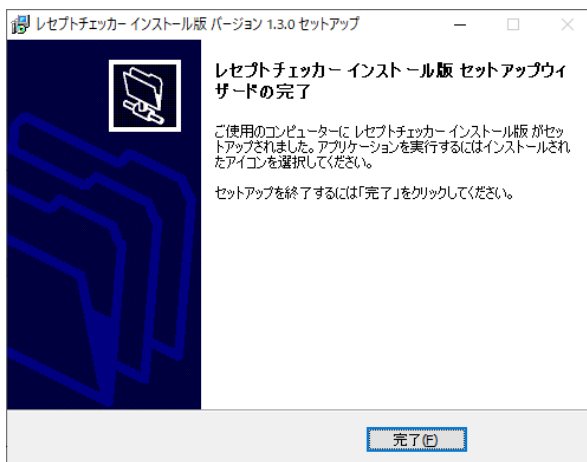 レセプトチェッカー インストール版 バージョン 1.3.0 セットアップ
レセプトチェッカー インストール版 セットアップウィ
ザードの完了
ご使用のコンピューターに レセプトチェッカー インストール版 がセッ
トアップされました。アプリケーションを実行するにはインストールされ
たアイコンを選択してください。
セットアップを終了するには「完了」をクリックしてください。
完了(F)